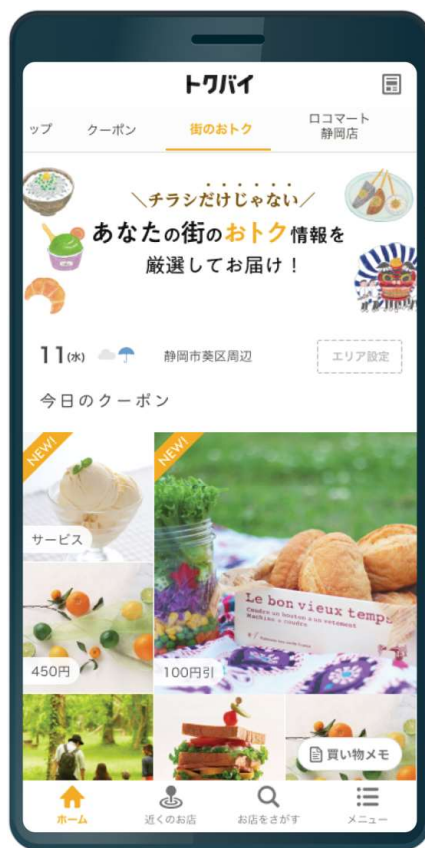 トクバイ
ップ
クーポン
街のおトク
ロコマート
静岡店
＼チラシだけじゃない／
あなたの街のおトク情報を
厳選してお届け！
11(水)
静岡市葵区周辺
エリア設定
今日のクーポン
NEW!
NEW!
サービス
Le bon vieux temps
450円
100円引
買い物メモ
ホーム
近くのお店
お店をさがす
メニュー